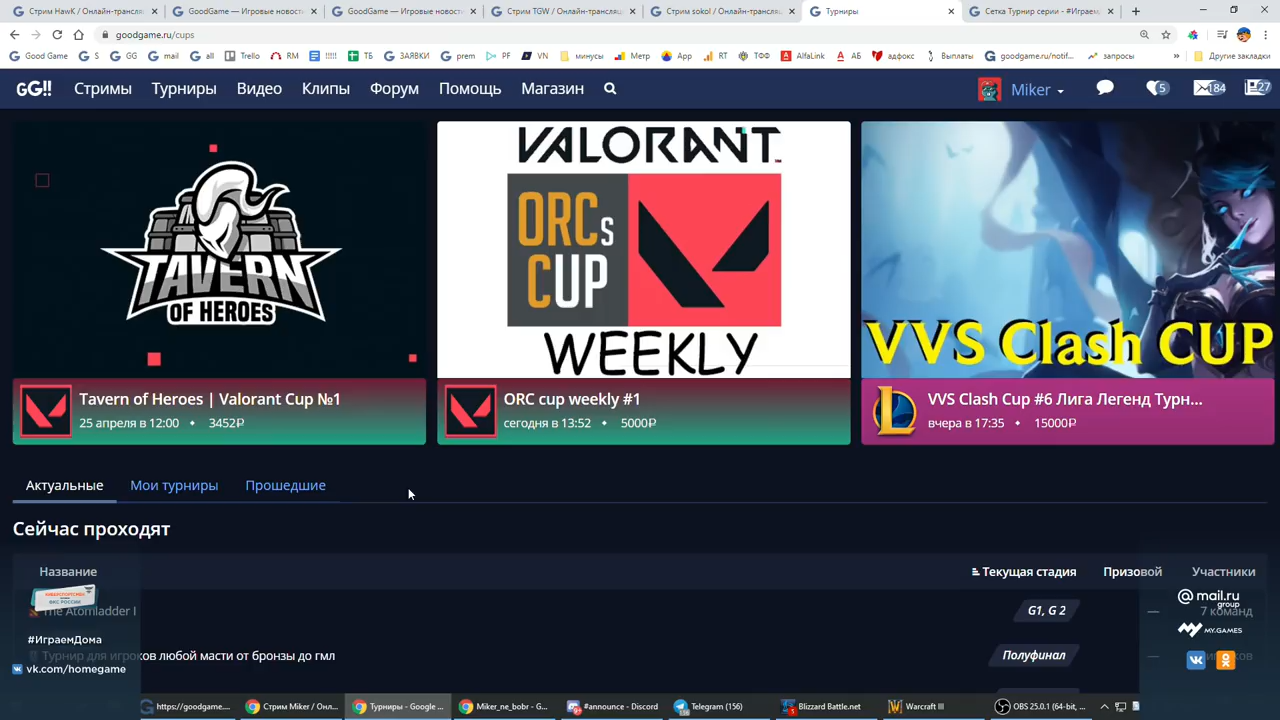 Стрим HawK / Онлайн-трансляц
GoodGame — Игровые новост
GoodGame — Игровые новост
Стрим TGW / Онлайн-трансляц
Стрим sokol / Онлайн-трансляц
Турниры
Сетка Турнир серии - #Играем
goodgame.ru/cups
Good Game
S
GG
mail
all
Trello
RM
!!!!!
ТБ
ЗАЯВКИ
prem
PF
VN
минусы
Метр
App
RT
ТФФ
AlfaLink
АБ
адфокс
Выплаты
goodgame.ru/notif...
запросы
»
Другие закладки
GG!!
Стримы
Турниры
Видео
Клипы
Форум
Помощь
Магазин
Miker
5
184
27
TAVERN
OF HEROES
VALORANT
ORCs
CUP
WEEKLY
VVS Clash CUP
Tavern of Heroes | Valorant Cup №1
25 апреля в 12:00 • 3452₽
ORC cup weekly #1
сегодня в 13:52 • 5000₽
VVS Clash Cup #6 Лига Легенд Турн...
вчера в 17:35 • 15000₽
Актуальные
Мои турниры
Прошедшие
Сейчас проходят
Название
Текущая стадия
Призовой
Участники
The Atomladder I
G1, G 2
—
7 команд
@mail.ru
group
#ИграемДома
MY.GAMES
Турнир для игроков любой масти от бронзы до гмл
Полуфинал
—
vk.com/homegame
https://goodgame....
Стрим Miker / Онл...
Турниры - Google ...
Miker_ne_bobr - G...
#announce - Discord
Telegram (156)
Blizzard Battle.net
Warcraft III
OBS 25.0.1 (64-bit, ...